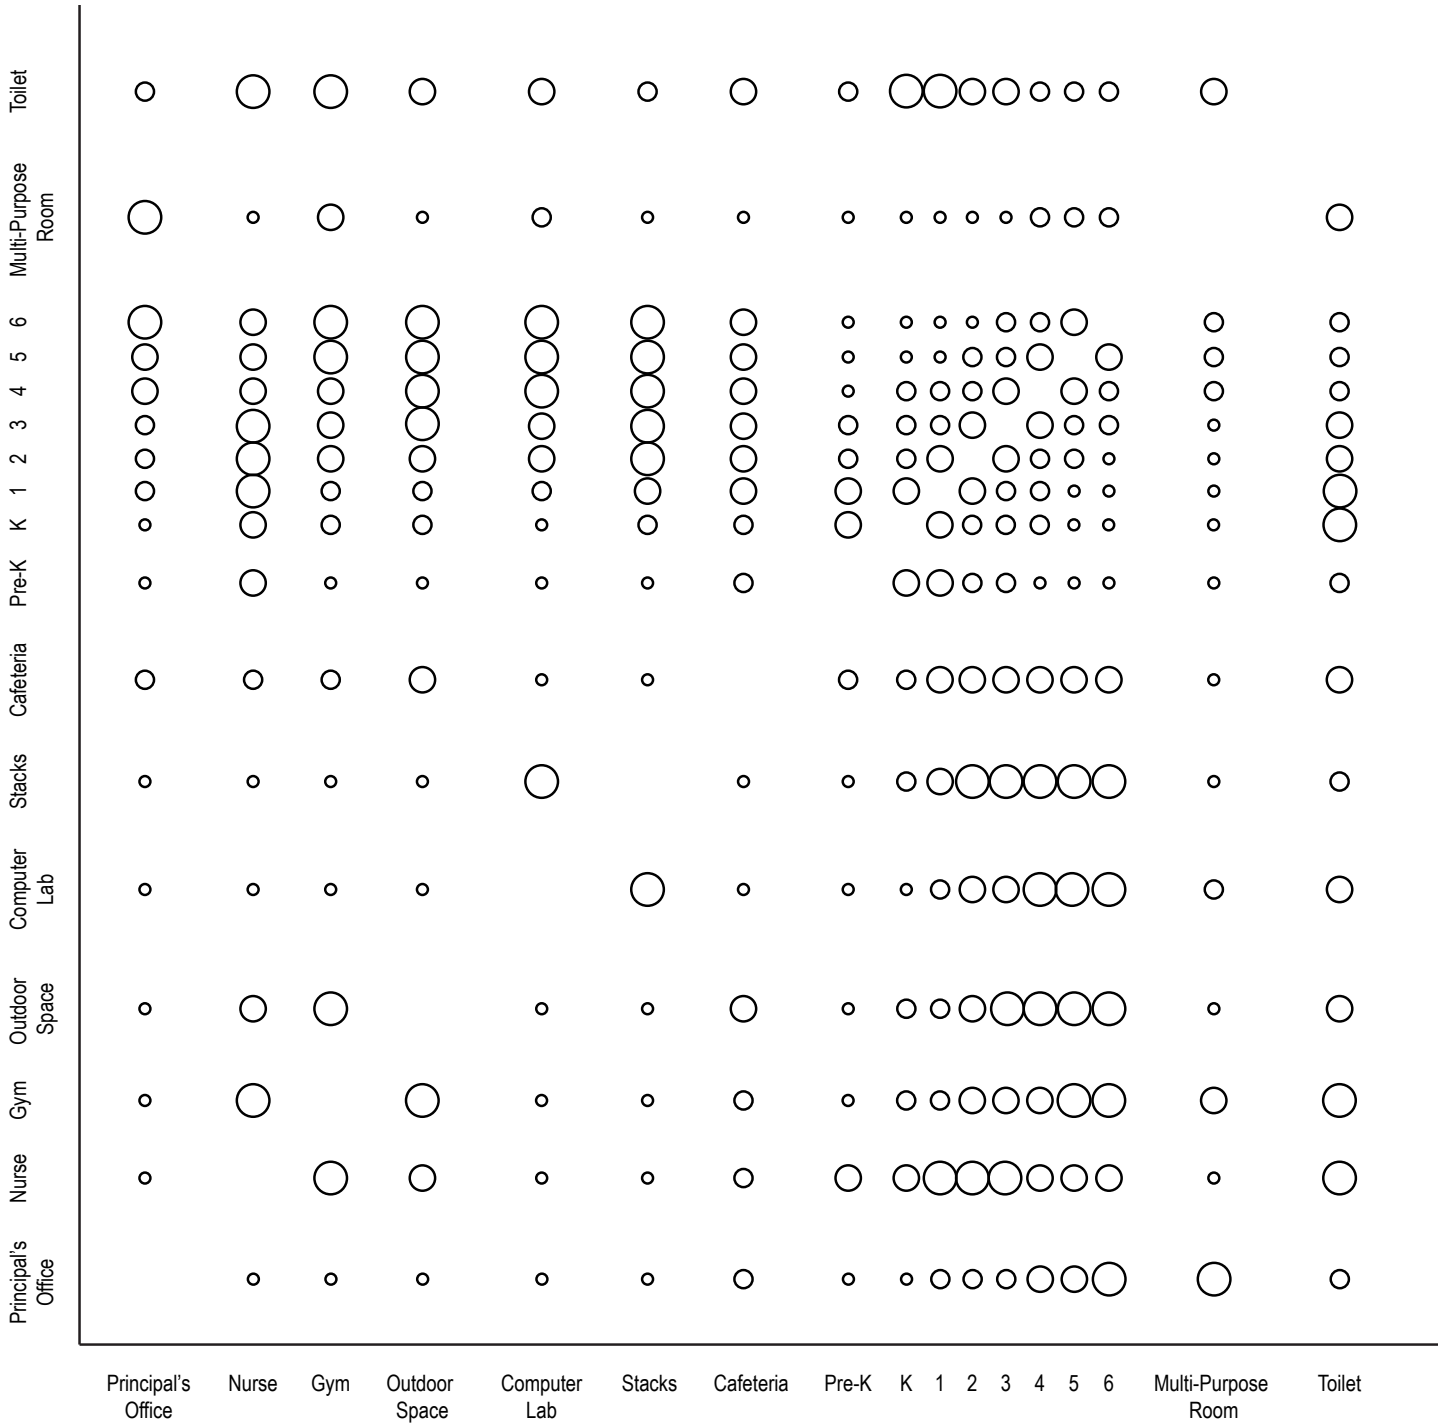 Toilet
Multi-Purpose
Room
6
5
4
3
2
1
K
Pre-K
Cafeteria
Stacks
Computer
Lab
Outdoor
Space
Gym
Nurse
Principal's
Office
Principal's
Office
Nurse
Gym
Outdoor
Space
Computer
Lab
Stacks
Cafeteria
Pre-K
K
1
2
3
4
5
6
Multi-Purpose
Room
Toilet